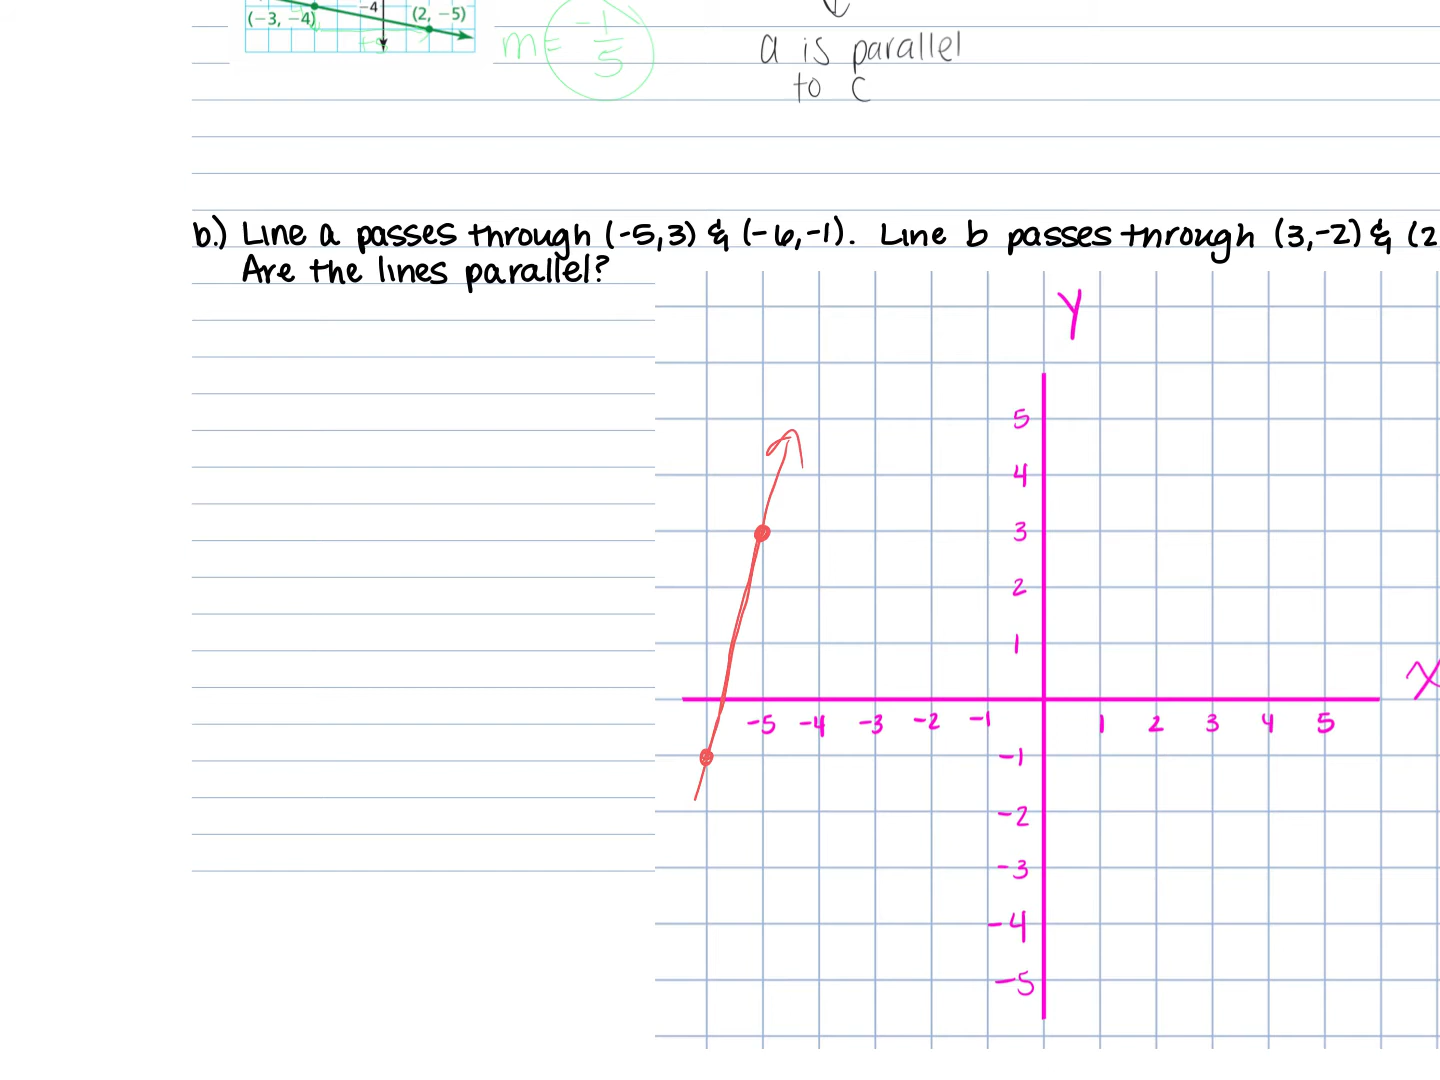 -4
(-3, -4)
(2, -5)
+5
m = -1/5
a is parallel
to c
b.) Line a passes through (-5,3) & (-6,-1). Line b passes through (3,-2) & (2
Are the lines parallel?
y
5
4
3
2
1
x
-5 -4 -3 -2 -1 1 2 3 4 5
-1
-2
-3
-4
-5